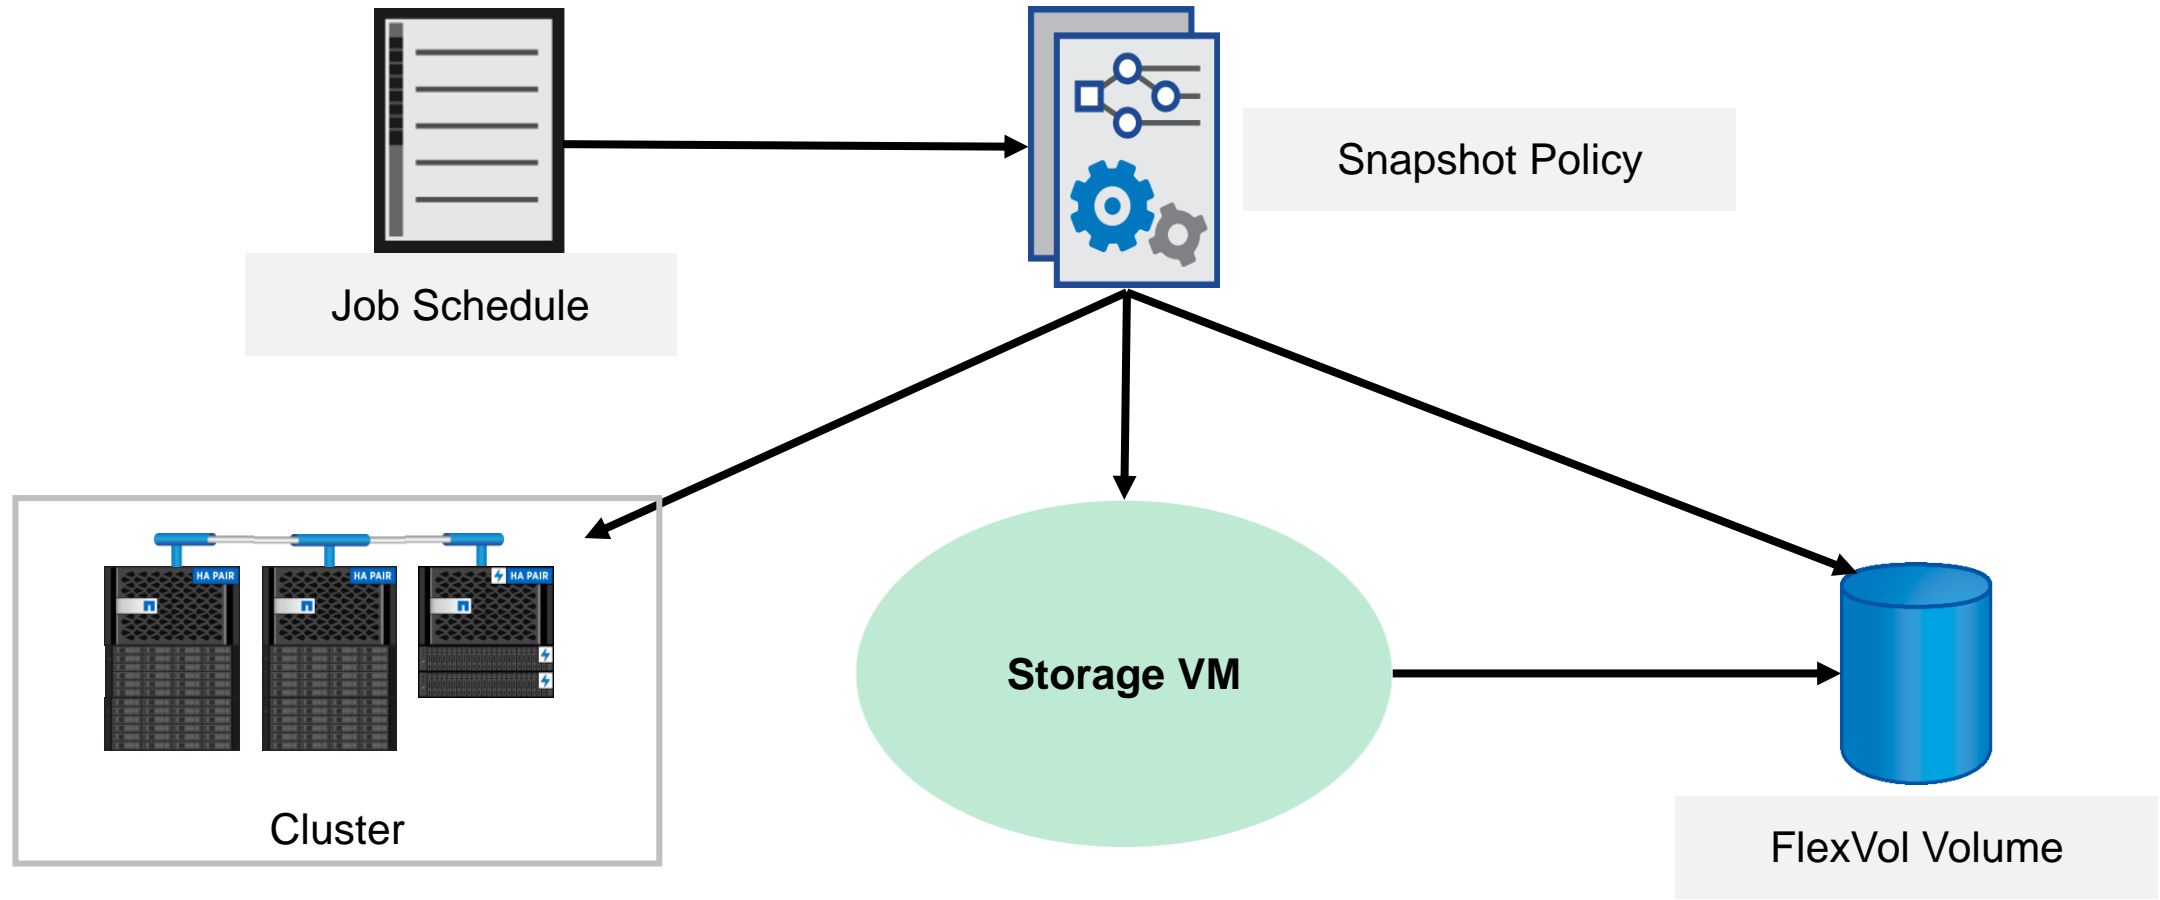 Snapshot Policy
Job Schedule
HA PAIR
HA PAIR
HA PAIR
Storage VM
Cluster
FlexVol Volume